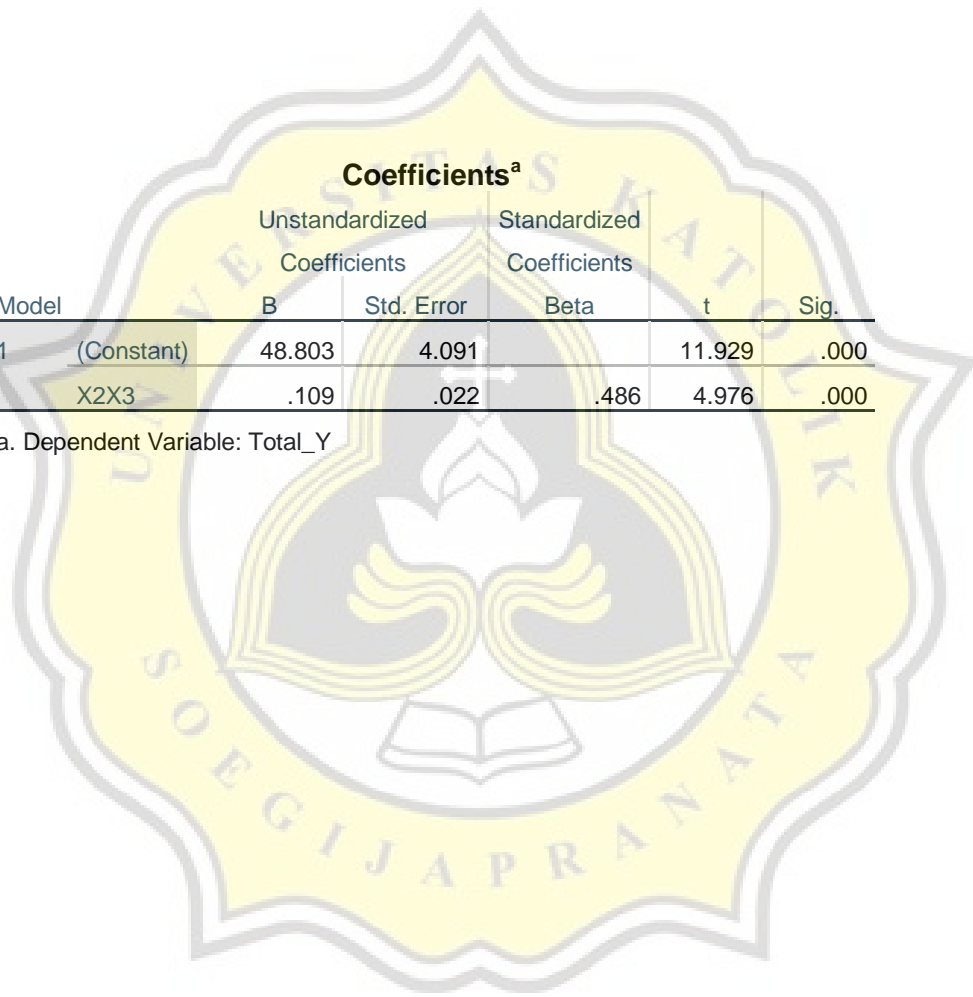 Coefficientsᵃ
Unstandardized Coefficients Standardized Coefficients
Model B Std. Error Beta t Sig.
1 (Constant) 48.803 4.091 11.929 .000
X2X3 .109 .022 .486 4.976 .000
a. Dependent Variable: Total_Y
UNIVERSITAS KATOLIK
SOEGIJAPRANATA